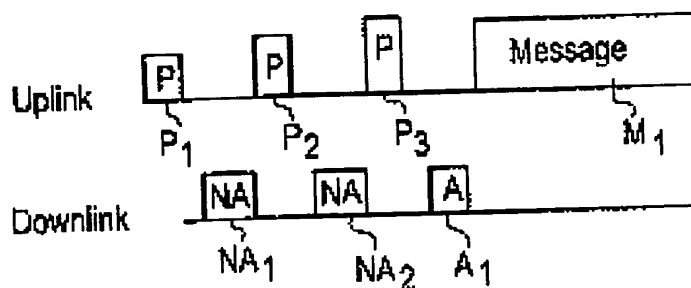 P P P Message
Uplink
P1 P2 P3 M1
NA NA A
Downlink
NA1 NA2 A1